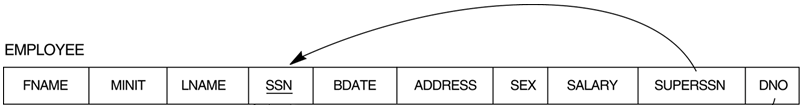 EMPLOYEE
FNAME MINIT LNAME SSN BDATE ADDRESS SEX SALARY SUPERSSN DNO